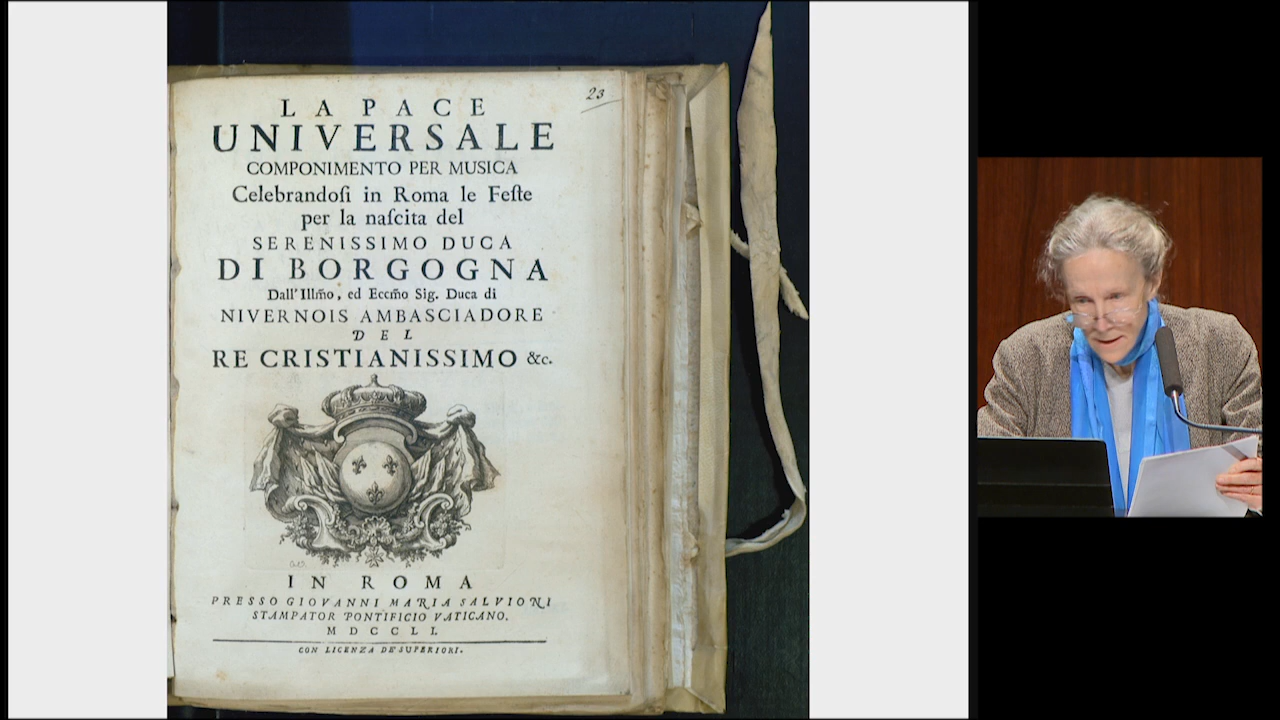 23
LA PACE
UNIVERSALE
COMPONIMENTO PER MUSICA
Celebrandoſi in Roma le Feſte
per la naſcita del
SERENISSIMO DUCA
DI BORGOGNA
Dall' Illm̃o, ed Eccm̃o Sig. Duca di
NIVERNOIS AMBASCIADORE
DEL
RE CRISTIANISSIMO &c.
IN ROMA
PRESSO GIOVANNI MARIA SALVIONI
STAMPATOR PONTIFICIO VATICANO.
MDCCLI.
CON LICENZA DE' SUPERIORI.